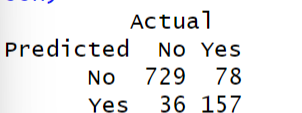 Actual
Predicted No Yes
No 729 78
Yes 36 157